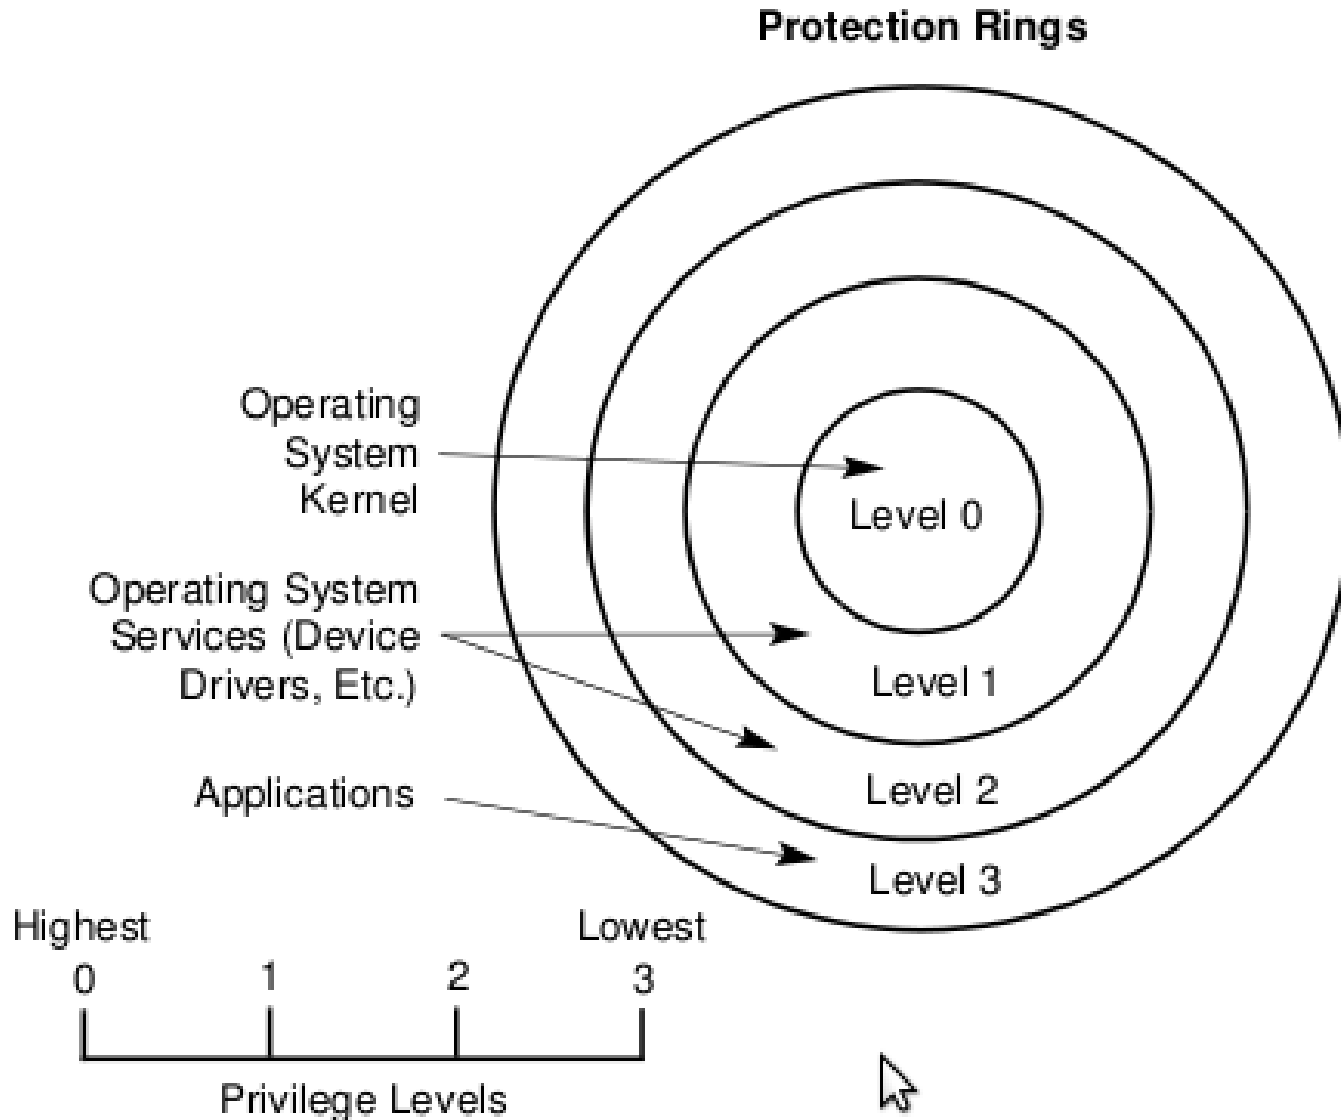 Protection Rings
Operating
System
Kernel
Level 0
Operating System
Services (Device
Drivers, Etc.)
Level 1
Level 2
Applications
Level 3
Highest
Lowest
0 1 2 3
Privilege Levels